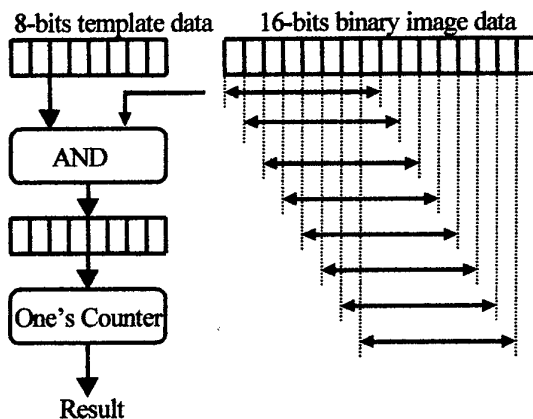 8-bits template data
16-bits binary image data
AND
One's Counter
Result